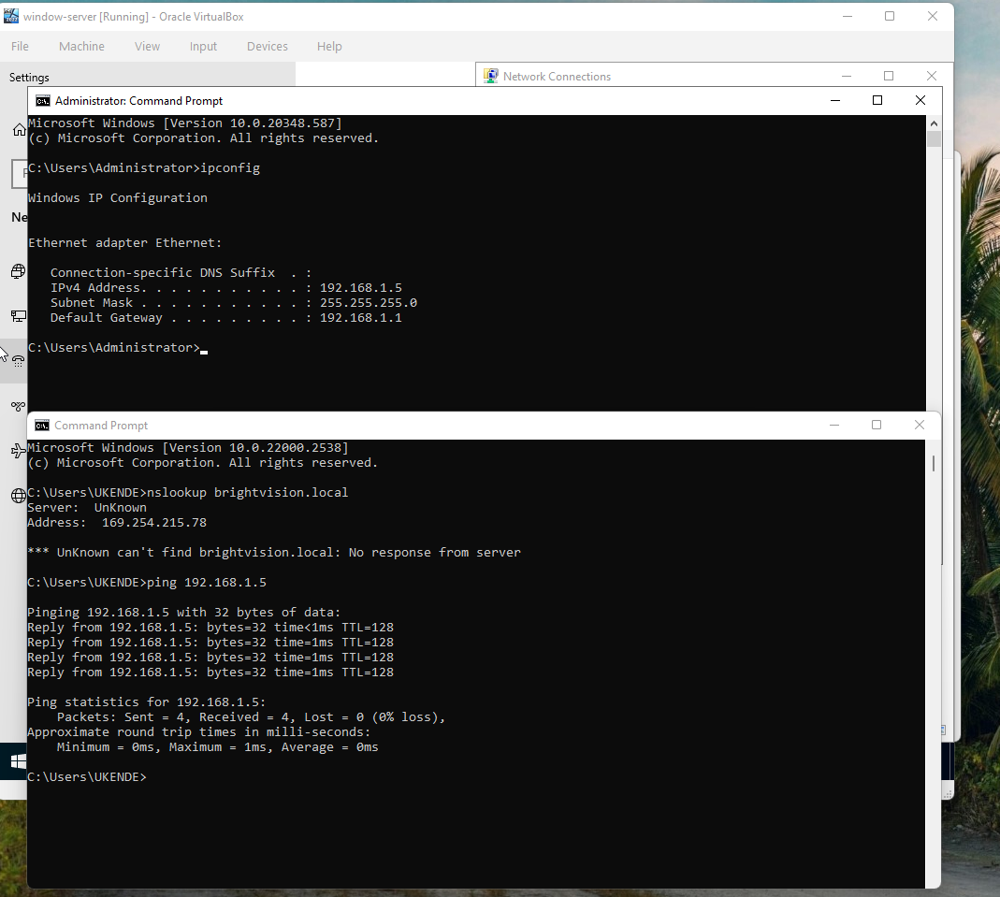 window-server [Running] - Oracle VirtualBox
File Machine View Input Devices Help
Settings
Network Connections
Administrator: Command Prompt
Microsoft Windows [Version 10.0.20348.587]
(c) Microsoft Corporation. All rights reserved.
C:\Users\Administrator>ipconfig
Windows IP Configuration
Ethernet adapter Ethernet:
Connection-specific DNS Suffix  . :
IPv4 Address. . . . . . . . . . . : 192.168.1.5
Subnet Mask . . . . . . . . . . . : 255.255.255.0
Default Gateway . . . . . . . . . : 192.168.1.1
C:\Users\Administrator>
Ne
Command Prompt
Microsoft Windows [Version 10.0.22000.2538]
(c) Microsoft Corporation. All rights reserved.
C:\Users\UKENDE>nslookup brightvision.local
Server:  UnKnown
Address:  169.254.215.78
*** UnKnown can't find brightvision.local: No response from server
C:\Users\UKENDE>ping 192.168.1.5
Pinging 192.168.1.5 with 32 bytes of data:
Reply from 192.168.1.5: bytes=32 time<1ms TTL=128
Reply from 192.168.1.5: bytes=32 time=1ms TTL=128
Reply from 192.168.1.5: bytes=32 time=1ms TTL=128
Reply from 192.168.1.5: bytes=32 time=1ms TTL=128
Ping statistics for 192.168.1.5:
Packets: Sent = 4, Received = 4, Lost = 0 (0% loss),
Approximate round trip times in milli-seconds:
Minimum = 0ms, Maximum = 1ms, Average = 0ms
C:\Users\UKENDE>